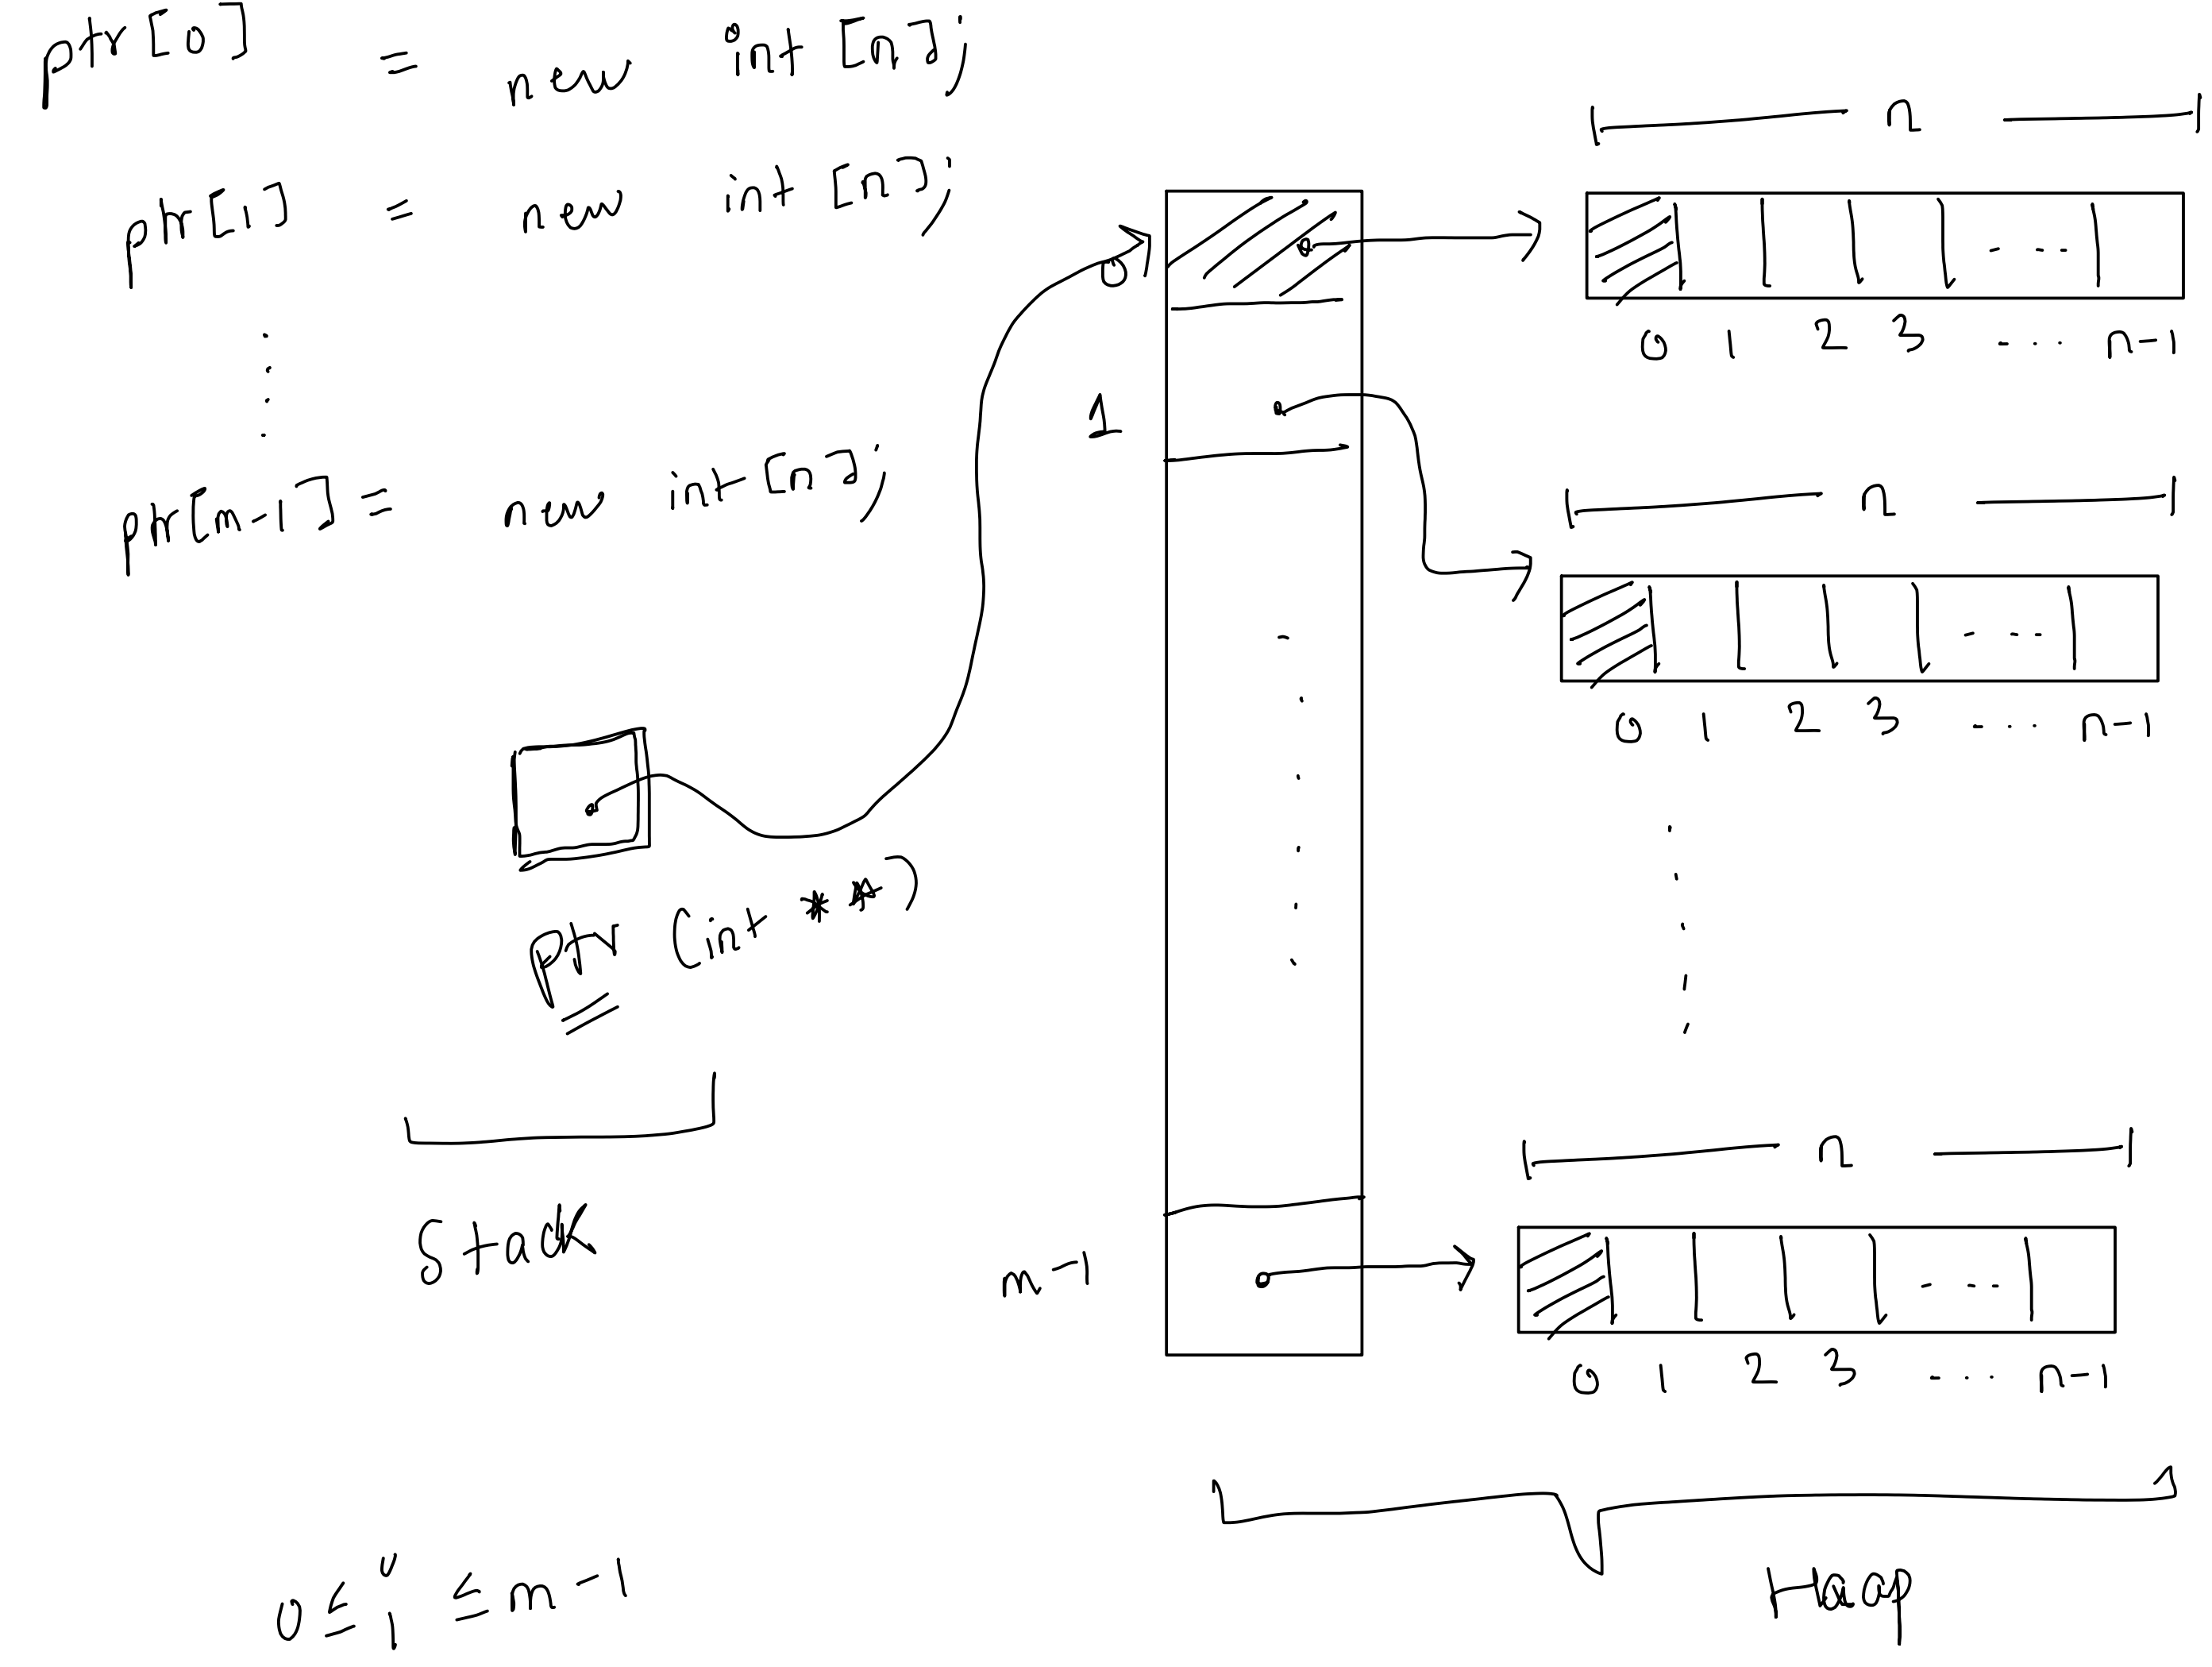 ptr[0] = new int[n];
ptr[1] = new int[n];
ptr[m-1] = new int[n];
n
0
0 1 2 3 .... n-1
1
n
0 1 2 3 .... n-1
ptr (int **)
n
Stack
m-1
0 1 2 3 .... n-1
Heap
0 ≤ i ≤ m-1